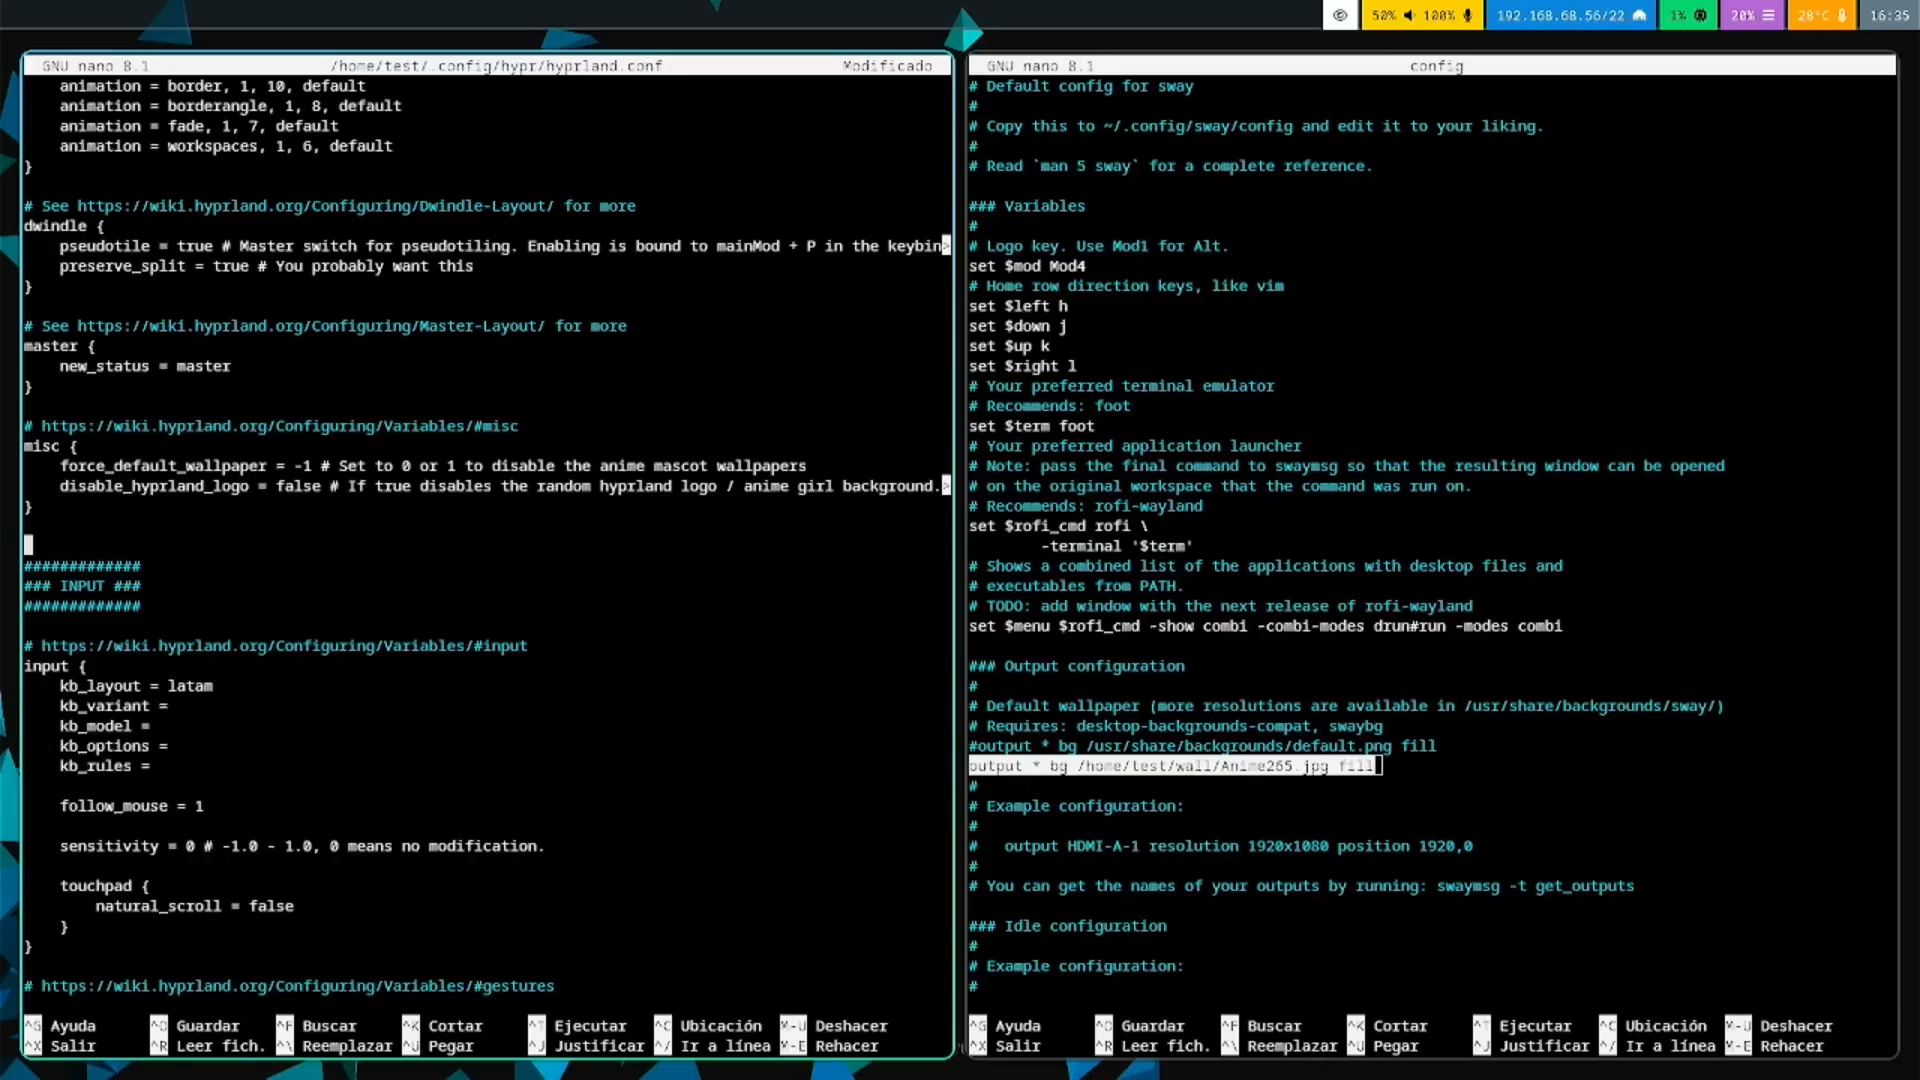 50% 100% 192.168.68.56/22 1% 20% 28°C 16:35
GNU nano 8.1 /home/test/.config/hypr/hyprland.conf Modificado
    animation = border, 1, 10, default
    animation = borderangle, 1, 8, default
    animation = fade, 1, 7, default
    animation = workspaces, 1, 6, default
}
# See https://wiki.hyprland.org/Configuring/Dwindle-Layout/ for more
dwindle {
    pseudotile = true # Master switch for pseudotiling. Enabling is bound to mainMod + P in the keybin>
    preserve_split = true # You probably want this
}
# See https://wiki.hyprland.org/Configuring/Master-Layout/ for more
master {
    new_status = master
}
# https://wiki.hyprland.org/Configuring/Variables/#misc
misc {
    force_default_wallpaper = -1 # Set to 0 or 1 to disable the anime mascot wallpapers
    disable_hyprland_logo = false # If true disables the random hyprland logo / anime girl background.>
}
#############
### INPUT ###
#############
# https://wiki.hyprland.org/Configuring/Variables/#input
input {
    kb_layout = latam
    kb_variant =
    kb_model =
    kb_options =
    kb_rules =
    follow_mouse = 1
    sensitivity = 0 # -1.0 - 1.0, 0 means no modification.
    touchpad {
        natural_scroll = false
    }
}
# https://wiki.hyprland.org/Configuring/Variables/#gestures
^G Ayuda ^O Guardar ^F Buscar ^K Cortar ^T Ejecutar ^C Ubicación M-U Deshacer
^X Salir ^R Leer fich. ^\ Reemplazar ^U Pegar ^J Justificar ^/ Ir a línea M-E Rehacer
GNU nano 8.1 config
# Default config for sway
#
# Copy this to ~/.config/sway/config and edit it to your liking.
#
# Read `man 5 sway` for a complete reference.
### Variables
#
# Logo key. Use Mod1 for Alt.
set $mod Mod4
# Home row direction keys, like vim
set $left h
set $down j
set $up k
set $right l
# Your preferred terminal emulator
# Recommends: foot
set $term foot
# Your preferred application launcher
# Note: pass the final command to swaymsg so that the resulting window can be opened
# on the original workspace that the command was run on.
# Recommends: rofi-wayland
set $rofi_cmd rofi \
        -terminal '$term'
# Shows a combined list of the applications with desktop files and
# executables from PATH.
# TODO: add window with the next release of rofi-wayland
set $menu $rofi_cmd -show combi -combi-modes drun#run -modes combi
### Output configuration
#
# Default wallpaper (more resolutions are available in /usr/share/backgrounds/sway/)
# Requires: desktop-backgrounds-compat, swaybg
#output * bg /usr/share/backgrounds/default.png fill
output * bg /home/test/wall/Anime265.jpg fill
#
# Example configuration:
#
#   output HDMI-A-1 resolution 1920x1080 position 1920,0
#
# You can get the names of your outputs by running: swaymsg -t get_outputs
### Idle configuration
#
# Example configuration:
#
^G Ayuda ^O Guardar ^F Buscar ^K Cortar ^T Ejecutar ^C Ubicación M-U Deshacer
^X Salir ^R Leer fich. ^\ Reemplazar ^U Pegar ^J Justificar ^/ Ir a línea M-E Rehacer